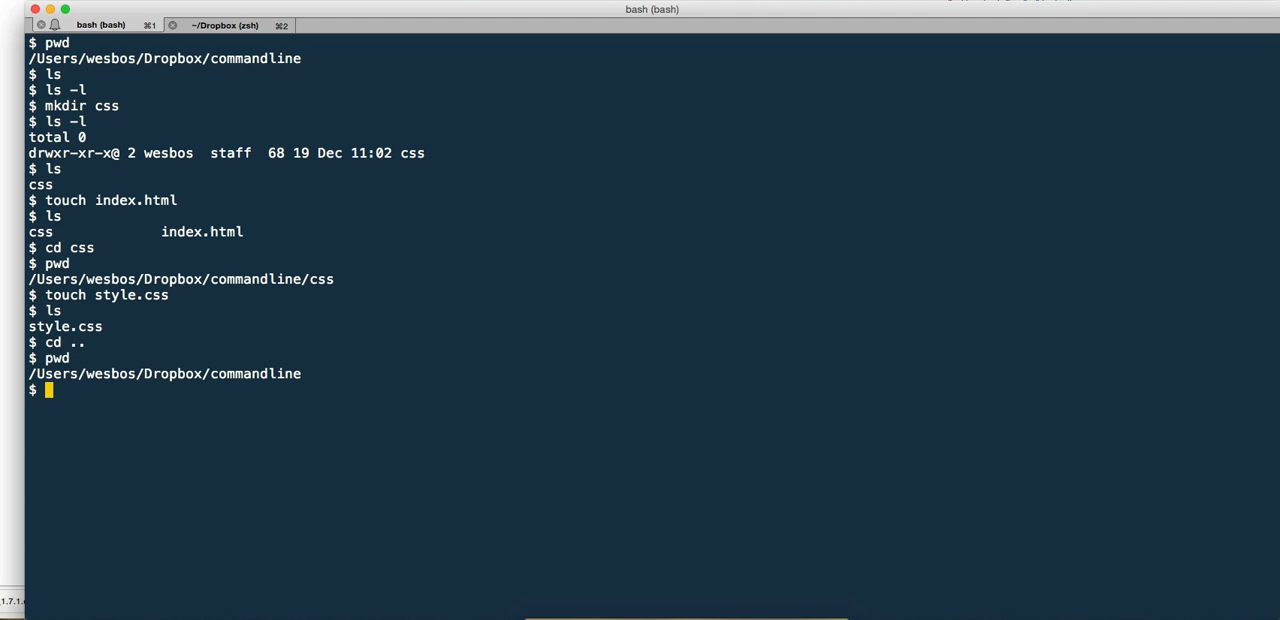 bash (bash)
bash (bash) ⌘1 ~/Dropbox (zsh) ⌘2
$ pwd
/Users/wesbos/Dropbox/commandline
$ ls
$ ls -l
$ mkdir css
$ ls -l
total 0
drwxr-xr-x@ 2 wesbos  staff  68 19 Dec 11:02 css
$ ls
css
$ touch index.html
$ ls
css             index.html
$ cd css
$ pwd
/Users/wesbos/Dropbox/commandline/css
$ touch style.css
$ ls
style.css
$ cd ..
$ pwd
/Users/wesbos/Dropbox/commandline
$
1.7.1.